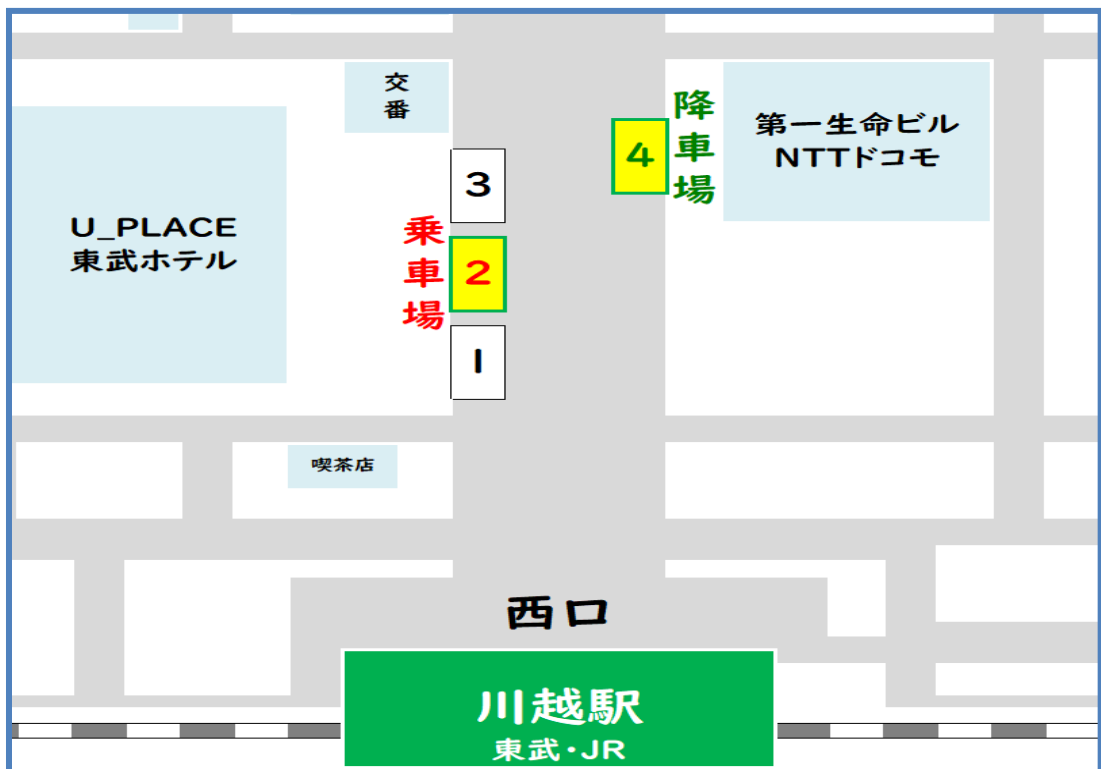 交番
降車場
4
第一生命ビル
NTTドコモ
3
U_PLACE
東武ホテル
乗車場
2
1
喫茶店
西口
川越駅
東武・JR